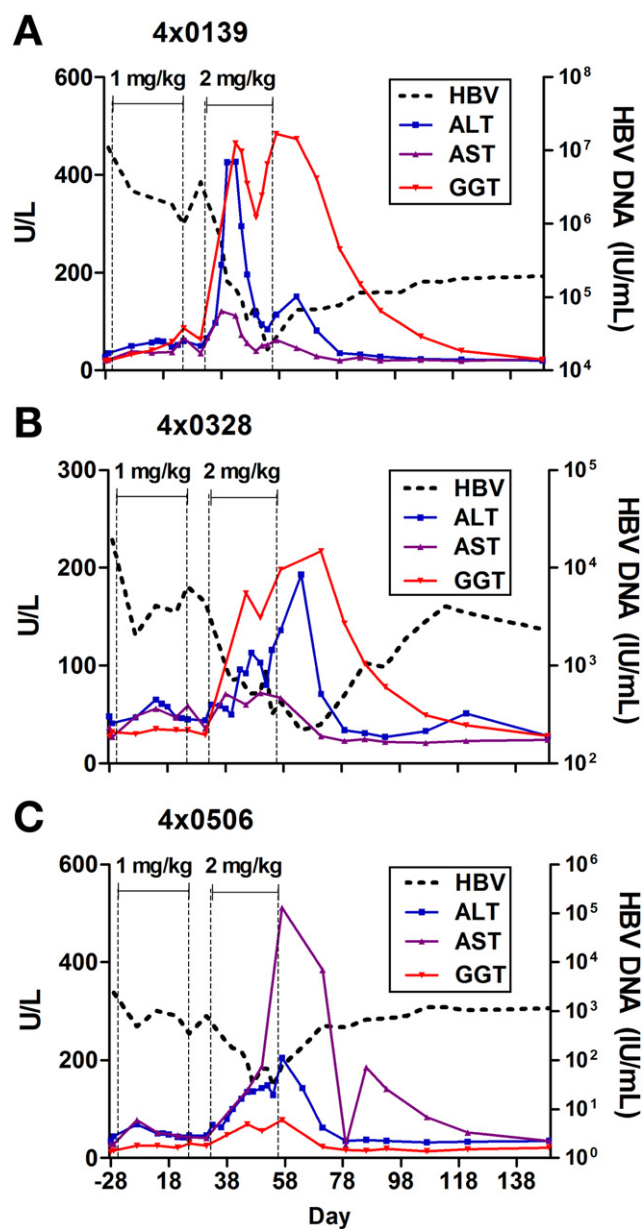 A
4x0139
600
400
200
0
U/L
1 mg/kg
2 mg/kg
HBV
ALT
AST
GGT
10^8
10^7
10^6
10^5
10^4
HBV DNA (IU/mL)
B
4x0328
300
200
100
0
U/L
1 mg/kg
2 mg/kg
HBV
ALT
AST
GGT
10^5
10^4
10^3
10^2
HBV DNA (IU/mL)
C
4x0506
600
400
200
0
U/L
1 mg/kg
2 mg/kg
HBV
ALT
AST
GGT
10^6
10^5
10^4
10^3
10^2
10^1
10^0
HBV DNA (IU/mL)
-28 18 38 58 78 98 118 138
Day